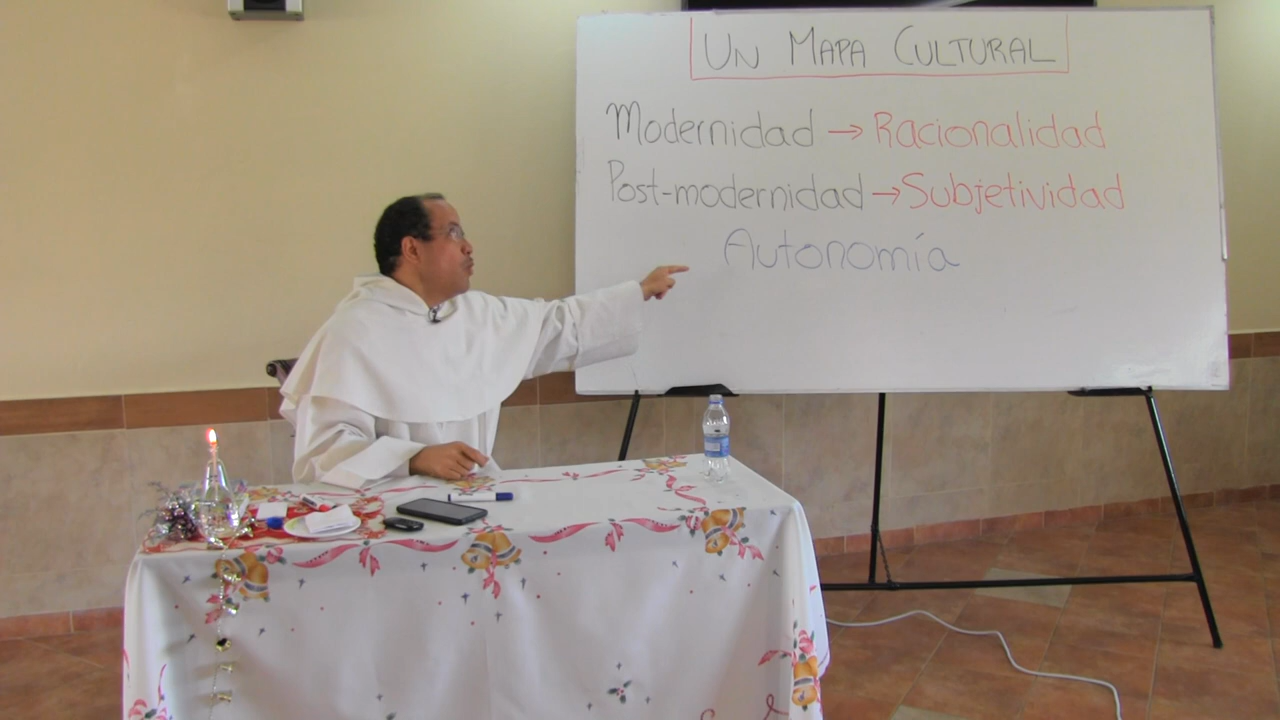 Un Mapa Cultural
Modernidad → Racionalidad
Post-modernidad → Subjetividad
Autonomía